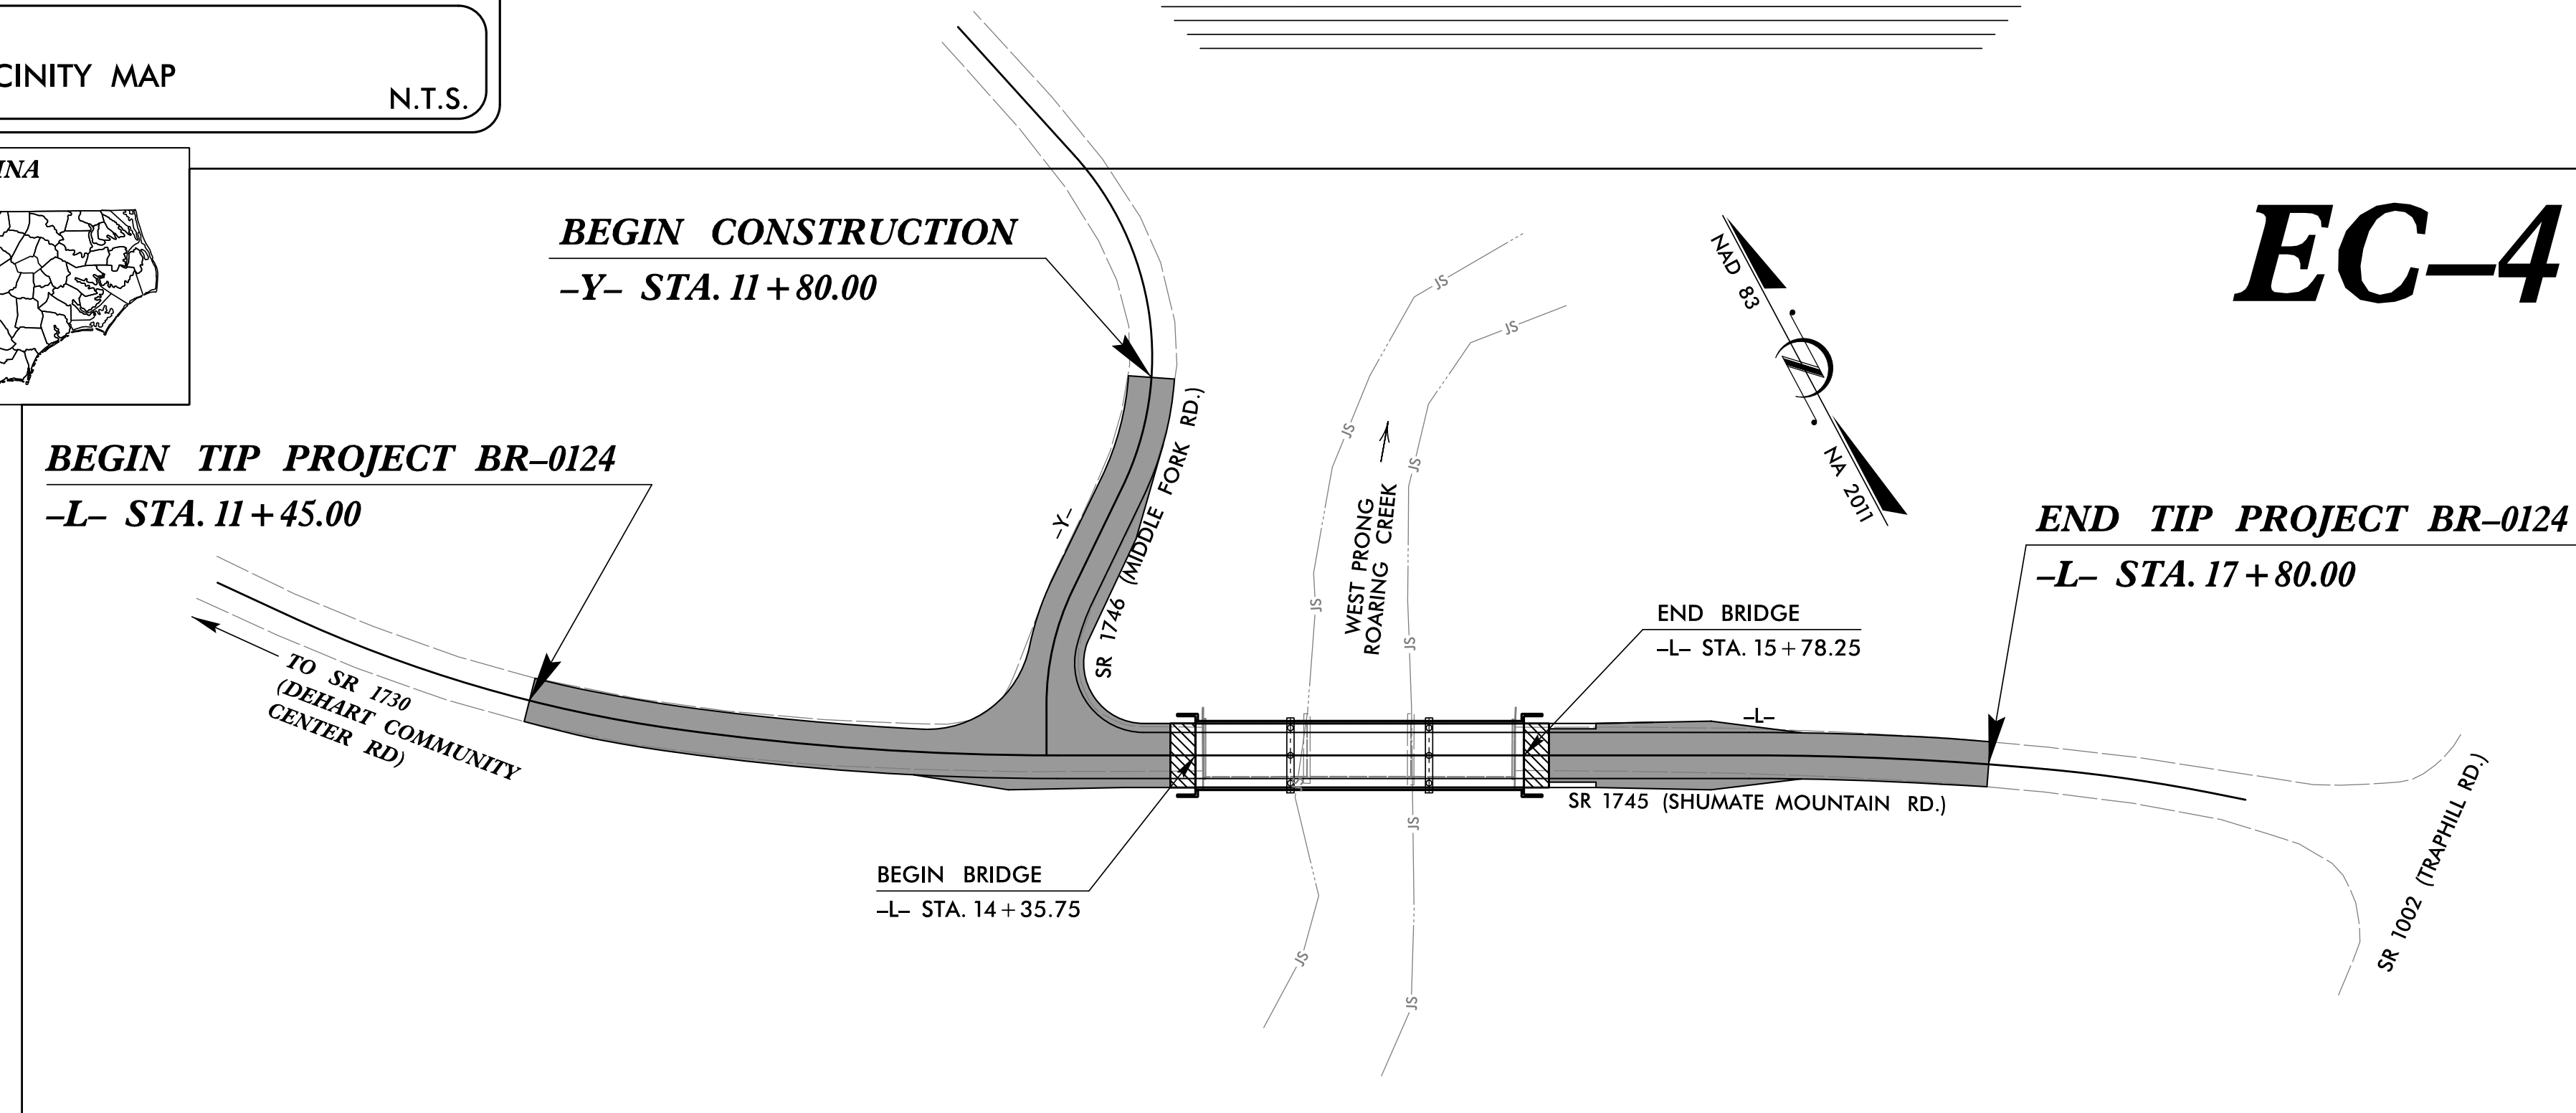 CINITY MAP
N.T.S.
INA
EC–4
BEGIN CONSTRUCTION
–Y– STA. 11+80.00
NAD 83
NA 2011
BEGIN TIP PROJECT BR–0124
–L– STA. 11+45.00
END TIP PROJECT BR–0124
–L– STA. 17+80.00
JS
JS
JS
JS
JS
JS
JS
JS
JS
–Y–
SR 1746 (MIDDLE FORK RD.)
WEST PRONG
ROARING CREEK
END BRIDGE
–L– STA. 15+78.25
TO SR 1730
(DEHART COMMUNITY
CENTER RD)
–L–
SR 1745 (SHUMATE MOUNTAIN RD.)
SR 1002 (TRAPHILL RD.)
BEGIN BRIDGE
–L– STA. 14+35.75